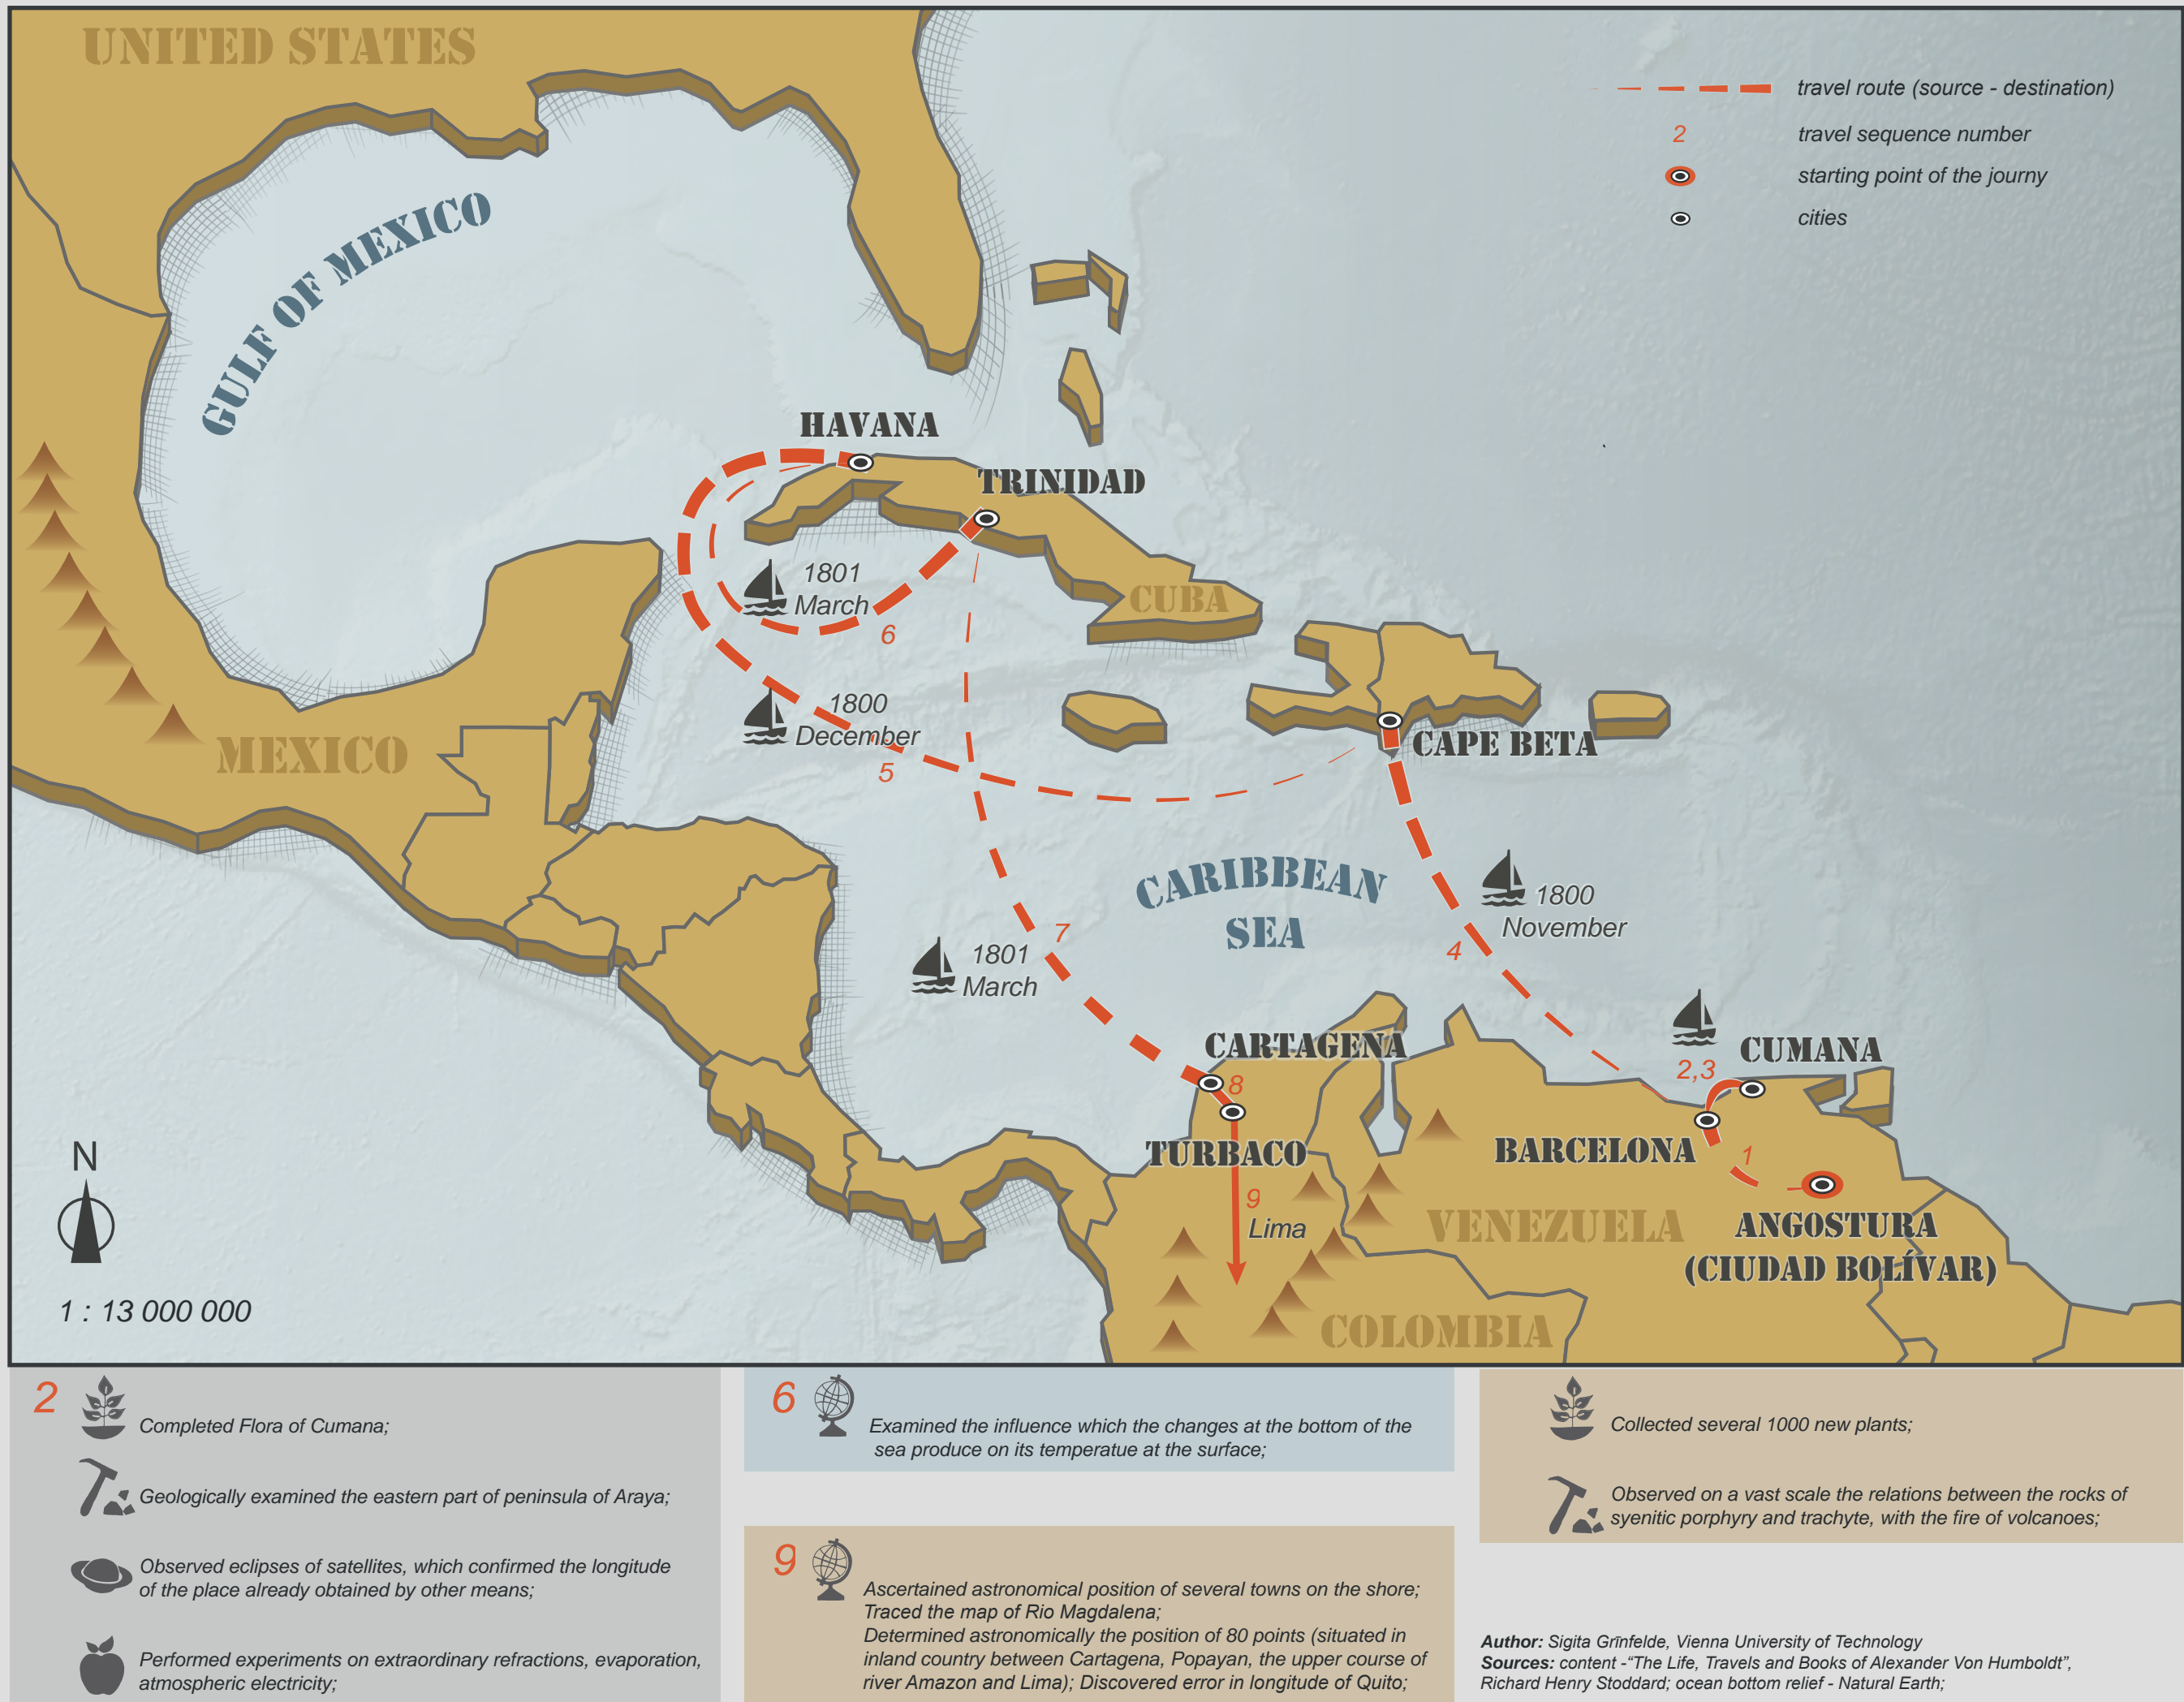 UNITED STATES
travel route (source - destination)
2
travel sequence number
starting point of the journy
cities
GULF OF MEXICO
HAVANA
TRINIDAD
1801
March
6
CUBA
1800
December
5
MEXICO
CAPE BETA
CARIBBEAN
SEA
1800
November
4
7
1801
March
CARTAGENA
8
CUMANA
2,3
TURBACO
BARCELONA
1
9
Lima
VENEZUELA
ANGOSTURA
(CIUDAD BOLÍVAR)
COLOMBIA
N
1 : 13 000 000
2
Completed Flora of Cumana;
Geologically examined the eastern part of peninsula of Araya;
Observed eclipses of satellites, which confirmed the longitude
of the place already obtained by other means;
Performed experiments on extraordinary refractions, evaporation,
atmospheric electricity;
6
Examined the influence which the changes at the bottom of the
sea produce on its temperatue at the surface;
9
Ascertained astronomical position of several towns on the shore;
Traced the map of Rio Magdalena;
Determined astronomically the position of 80 points (situated in
inland country between Cartagena, Popayan, the upper course of
river Amazon and Lima); Discovered error in longitude of Quito;
Collected several 1000 new plants;
Observed on a vast scale the relations between the rocks of
syenitic porphyry and trachyte, with the fire of volcanoes;
Author: Sigita Grīnfelde, Vienna University of Technology
Sources: content -“The Life, Travels and Books of Alexander Von Humboldt”,
Richard Henry Stoddard; ocean bottom relief - Natural Earth;